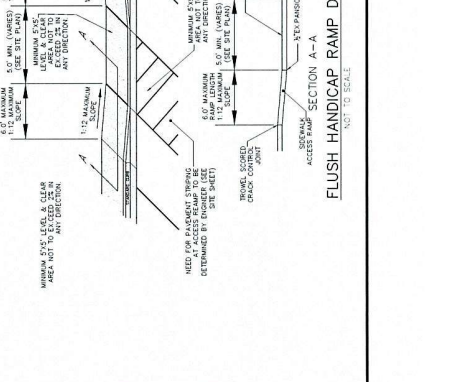 6.0' MAXIMUM
1:12 MAXIMUM
SLOPE
5.0' MIN. (VARIES)
(SEE SITE PLAN)
MINIMUM 5'X5'
LEVEL & CLEAR
AREA NOT TO
EXCEED 2% IN
ANY DIRECTION.
A
1:12 MAXIMUM
SLOPE
A
MINIMUM 5'X5' LEVEL & CLEAR
AREA NOT TO EXCEED 2% IN
ANY DIRECTION.
STANDARD CURB
MINIMUM 5'X5'
AREA NOT
ANY DIRECTI
NEED FOR PAVEMENT STRIPING
AT ACCESS REAMP TO BE
DETERMINED BY ENGINEER (SEE
SITE SHEET)
6.0' MAXIMUM
RAMP LENGTH
1:12 MAXIMUM
SLOPE
5.0' MIN. (VARIES)
(SEE SITE PLAN)
TROWEL SCORED
CRACK CONTROL
JOINT
SIDEWALK
ACCESS RAMP
½"EXPANSIO
SECTION A-A
FLUSH HANDICAP RAMP D
NOT TO SCALE